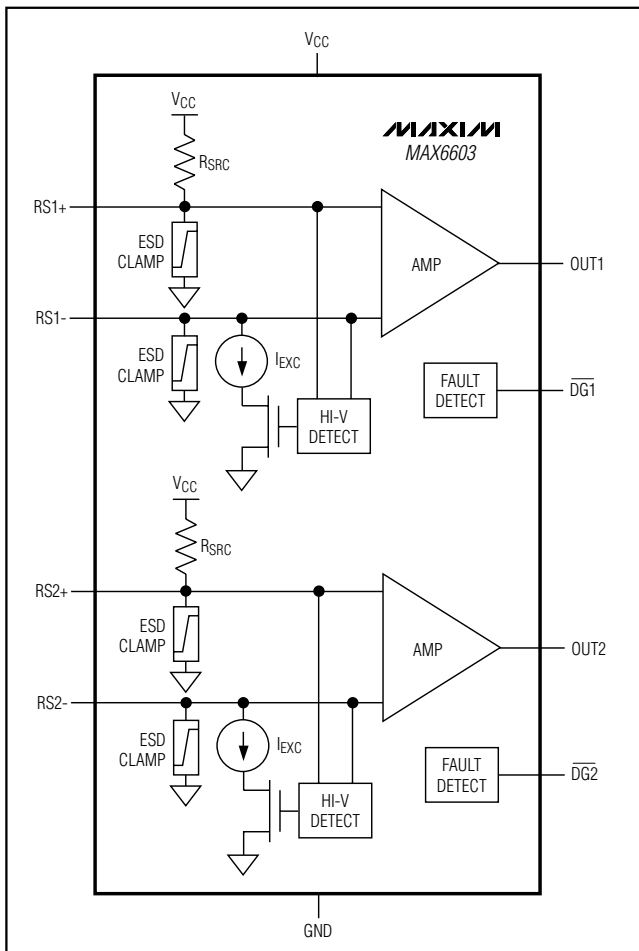 VCC
VCC
MAXIM
MAX6603
RSRC
RS1+
ESD
CLAMP
AMP
OUT1
RS1-
ESD
CLAMP
IEXC
HI-V
DETECT
FAULT
DETECT
DG1
VCC
RSRC
RS2+
ESD
CLAMP
AMP
OUT2
RS2-
ESD
CLAMP
IEXC
HI-V
DETECT
FAULT
DETECT
DG2
GND